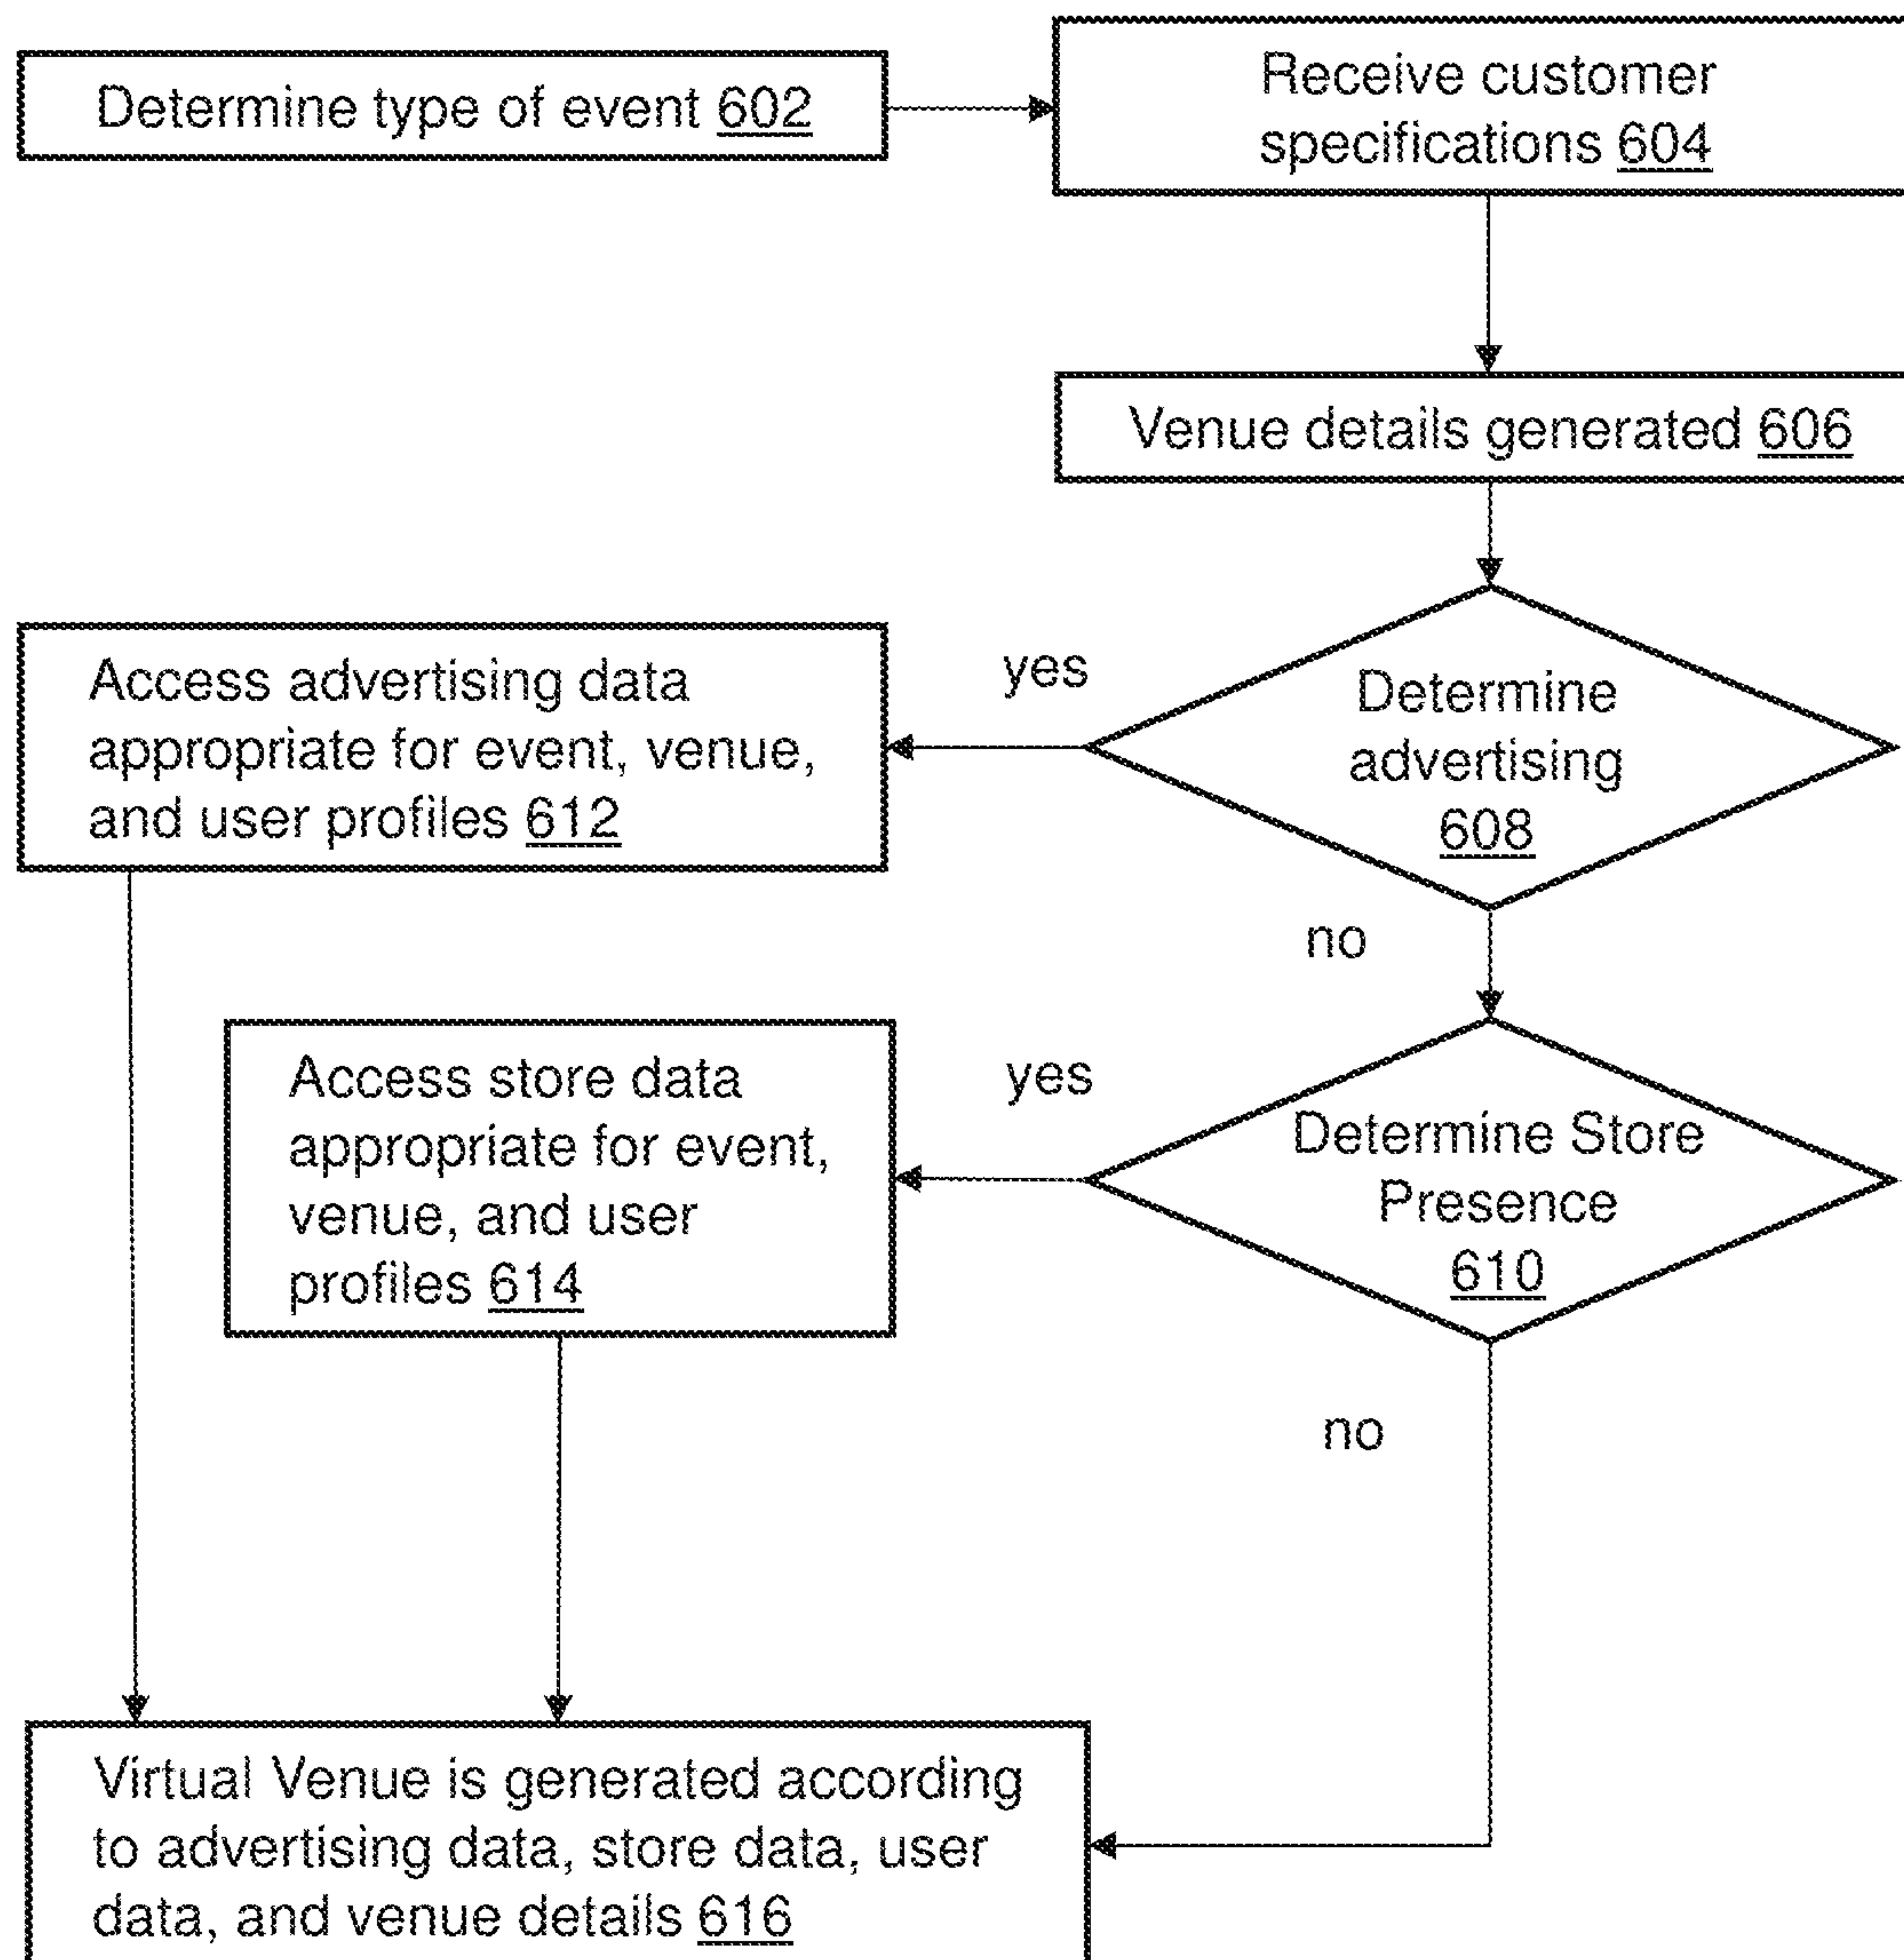 Determine type of event 602
Receive customer
specifications 604
Venue details generated 606
Determine
advertising
608
yes
no
Access advertising data
appropriate for event, venue,
and user profiles 612
Determine Store
Presence
610
yes
no
Access store data
appropriate for event,
venue, and user
profiles 614
Virtual Venue is generated according
to advertising data, store data, user
data, and venue details 616